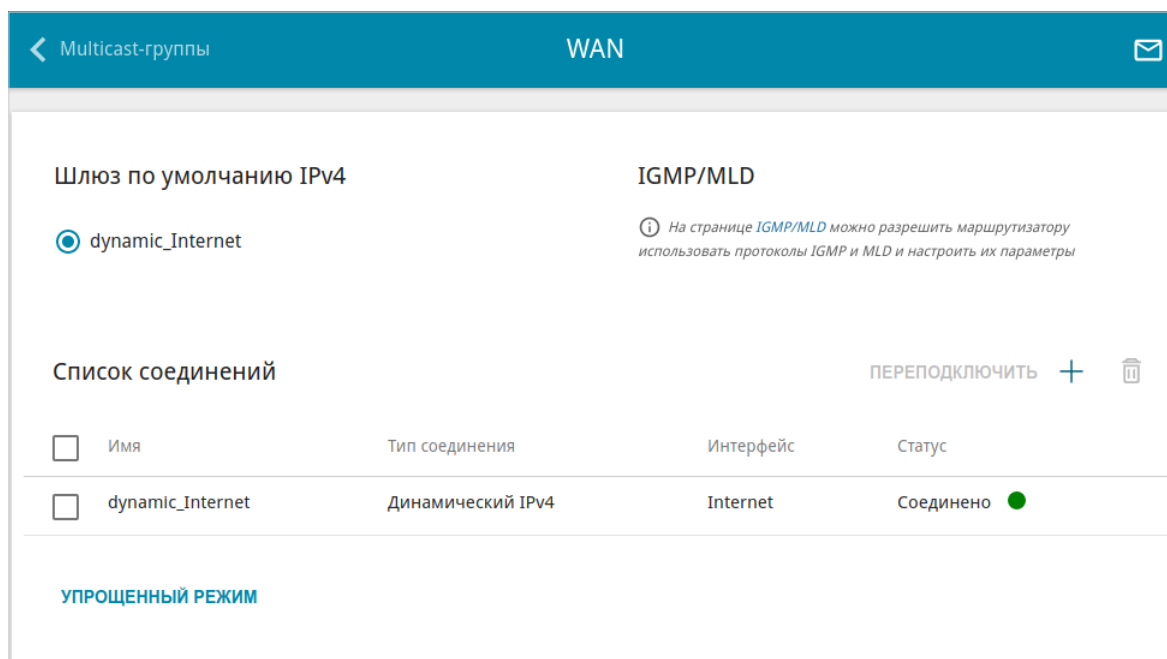 Multicast-группы
WAN
Шлюз по умолчанию IPv4
dynamic_Internet
IGMP/MLD
На странице IGMP/MLD можно разрешить маршрутизатору
использовать протоколы IGMP и MLD и настроить их параметры
Список соединений
ПЕРЕПОДКЛЮЧИТЬ
Имя Тип соединения Интерфейс Статус
dynamic_Internet Динамический IPv4 Internet Соединено
УПРОЩЕННЫЙ РЕЖИМ